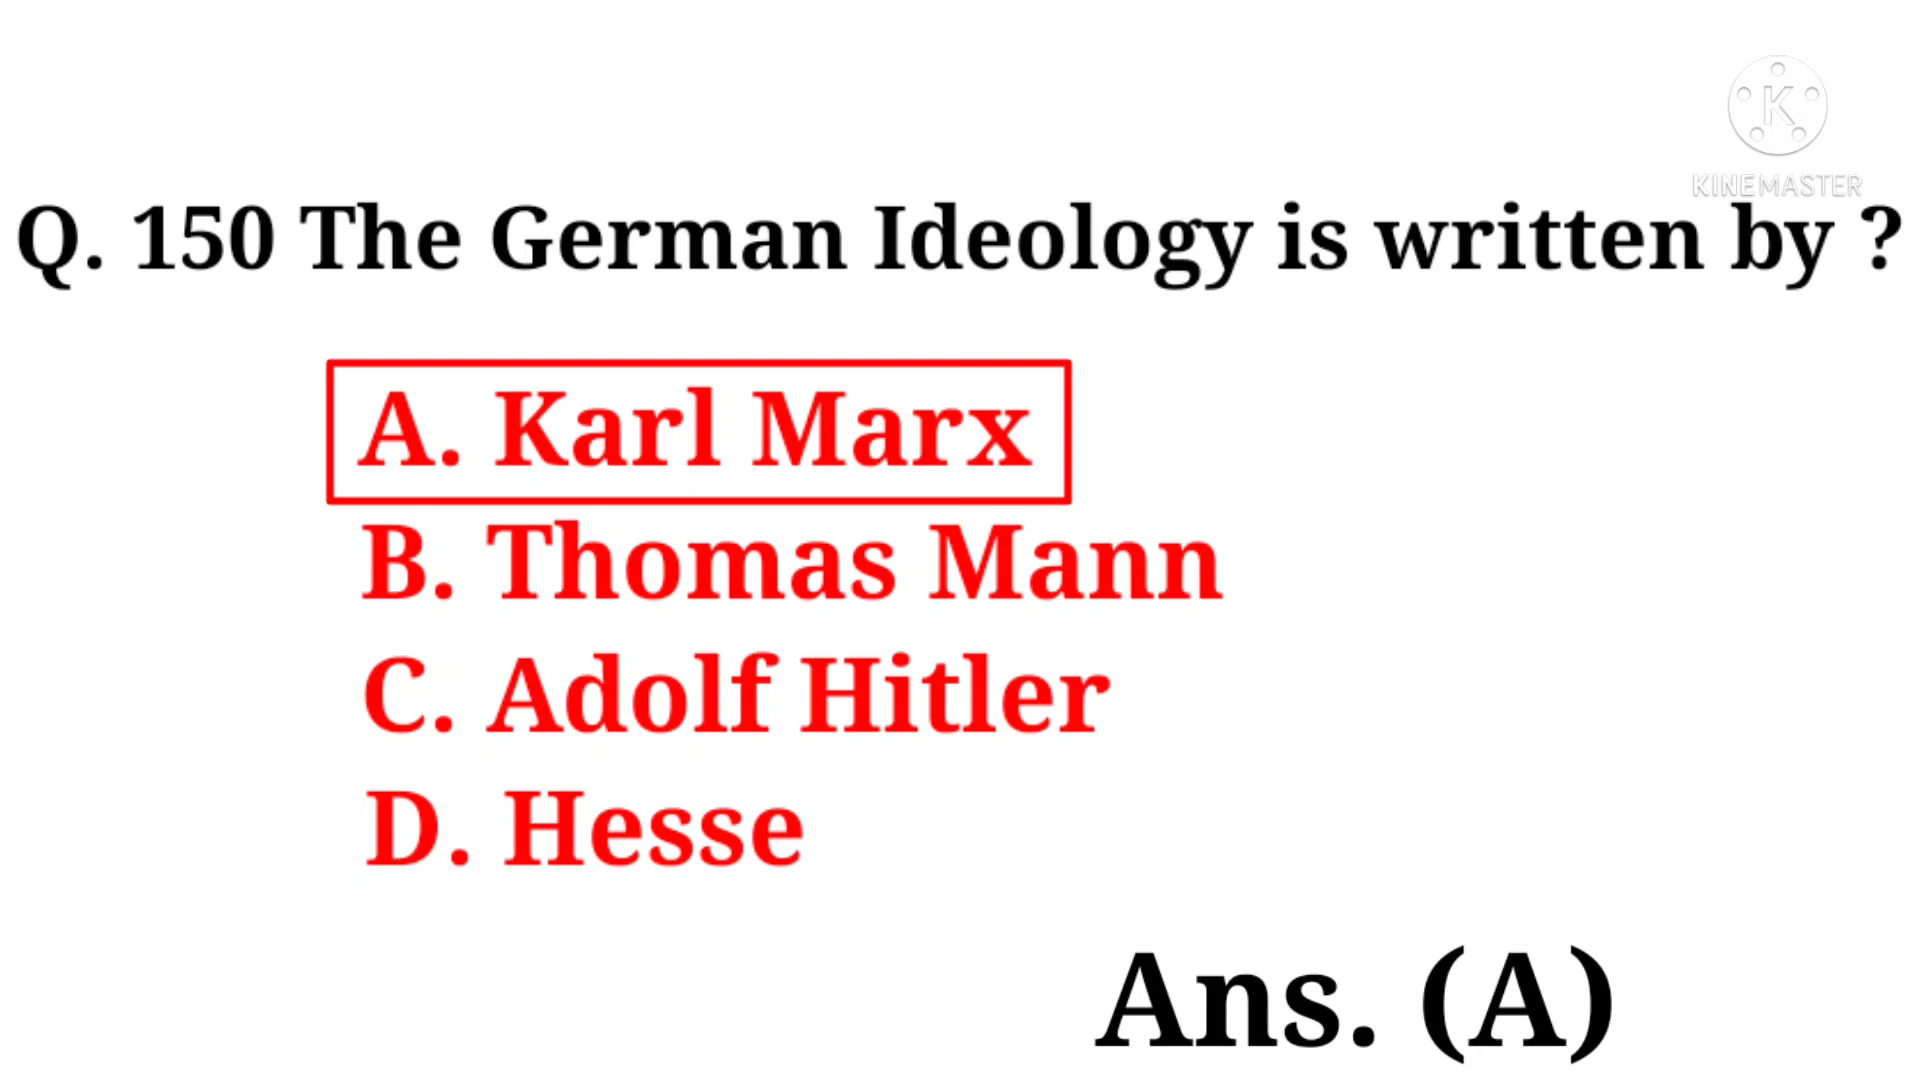 KINEMASTER
Q. 150 The German Ideology is written by ?
A. Karl Marx
B. Thomas Mann
C. Adolf Hitler
D. Hesse
Ans. (A)